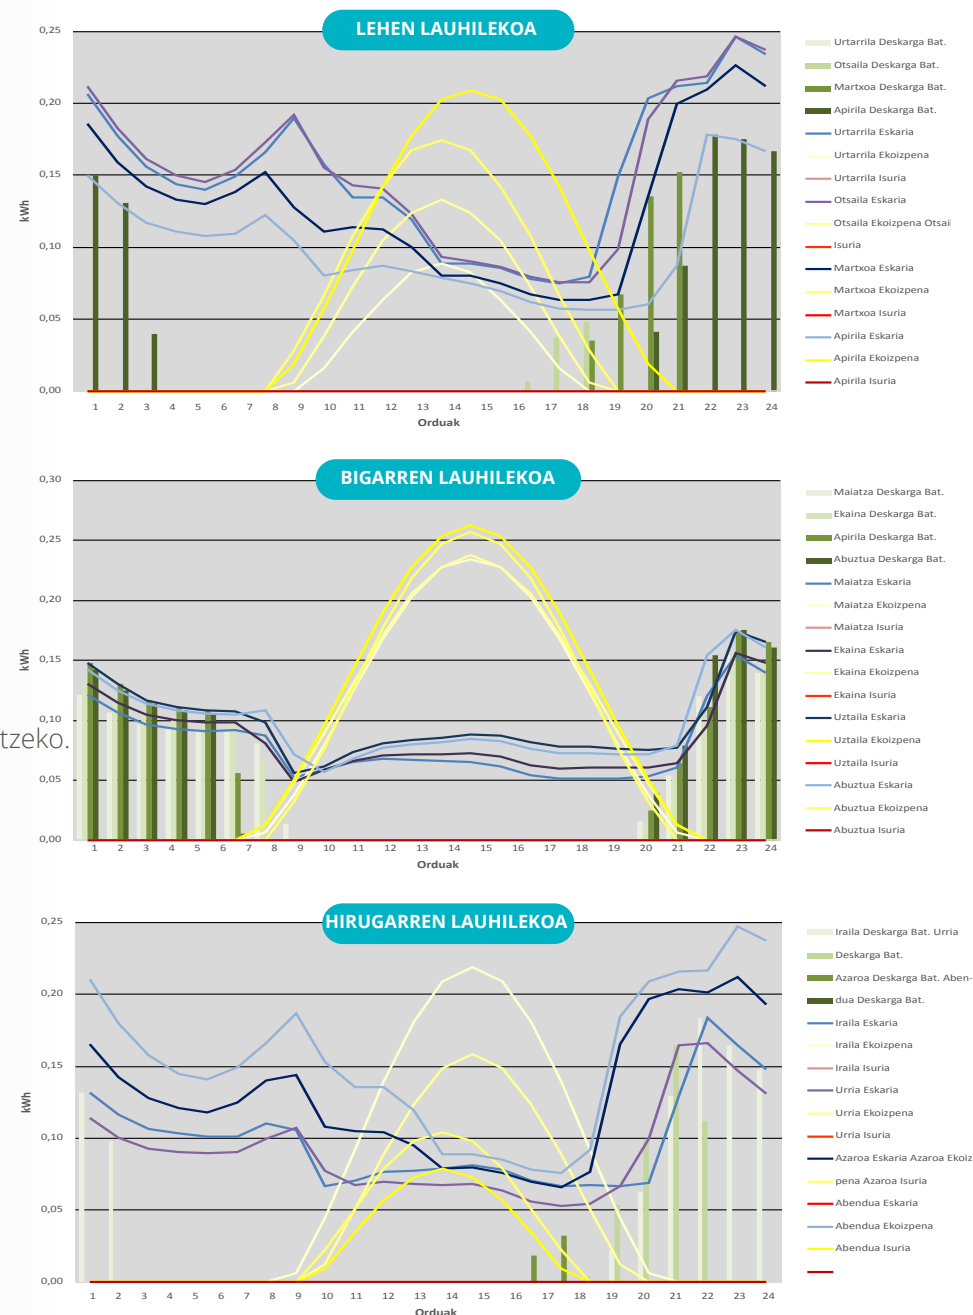 LEHEN LAUHILEKOA
0,25
0,20
0,15
0,10
0,05
0,00
kWh
1 2 3 4 5 6 7 8 9 10 11 12 13 14 15 16 17 18 19 20 21 22 23 24
Orduak
Urtarrila Deskarga Bat.
Otsaila Deskarga Bat.
Martxoa Deskarga Bat.
Apirila Deskarga Bat.
Urtarrila Eskaria
Urtarrila Ekoizpena
Urtarrila Isuria
Otsaila Eskaria
Otsaila Ekoizpena Otsail
Isuria
Martxoa Eskaria
Martxoa Ekoizpena
Martxoa Isuria
Apirila Eskaria
Apirila Ekoizpena
Apirila Isuria
BIGARREN LAUHILEKOA
0,30
0,25
0,20
0,15
0,10
0,05
0,00
kWh
tzeko.
1 2 3 4 5 6 7 8 9 10 11 12 13 14 15 16 17 18 19 20 21 22 23 24
Orduak
Maiatza Deskarga Bat.
Ekaina Deskarga Bat.
Apirila Deskarga Bat.
Abuztua Deskarga Bat.
Maiatza Eskaria
Maiatza Ekoizpena
Maiatza Isuria
Ekaina Eskaria
Ekaina Ekoizpena
Ekaina Isuria
Uztaila Eskaria
Uztaila Ekoizpena
Uztaila Isuria
Abuztua Eskaria
Abuztua Ekoizpena
Abuztua Isuria
HIRUGARREN LAUHILEKOA
0,25
0,20
0,15
0,10
0,05
0,00
kWh
1 2 3 4 5 6 7 8 9 10 11 12 13 14 15 16 17 18 19 20 21 22 23 24
Orduak
Iraila Deskarga Bat. Urria
Deskarga Bat.
Azaroa Deskarga Bat. Aben-
dua Deskarga Bat.
Iraila Eskaria
Iraila Ekoizpena
Iraila Isuria
Urria Eskaria
Urria Ekoizpena
Urria Isuria
Azaroa Eskaria Azaroa Ekoiz
pena Azaroa Isuria
Abendua Eskaria
Abendua Ekoizpena
Abendua Isuria